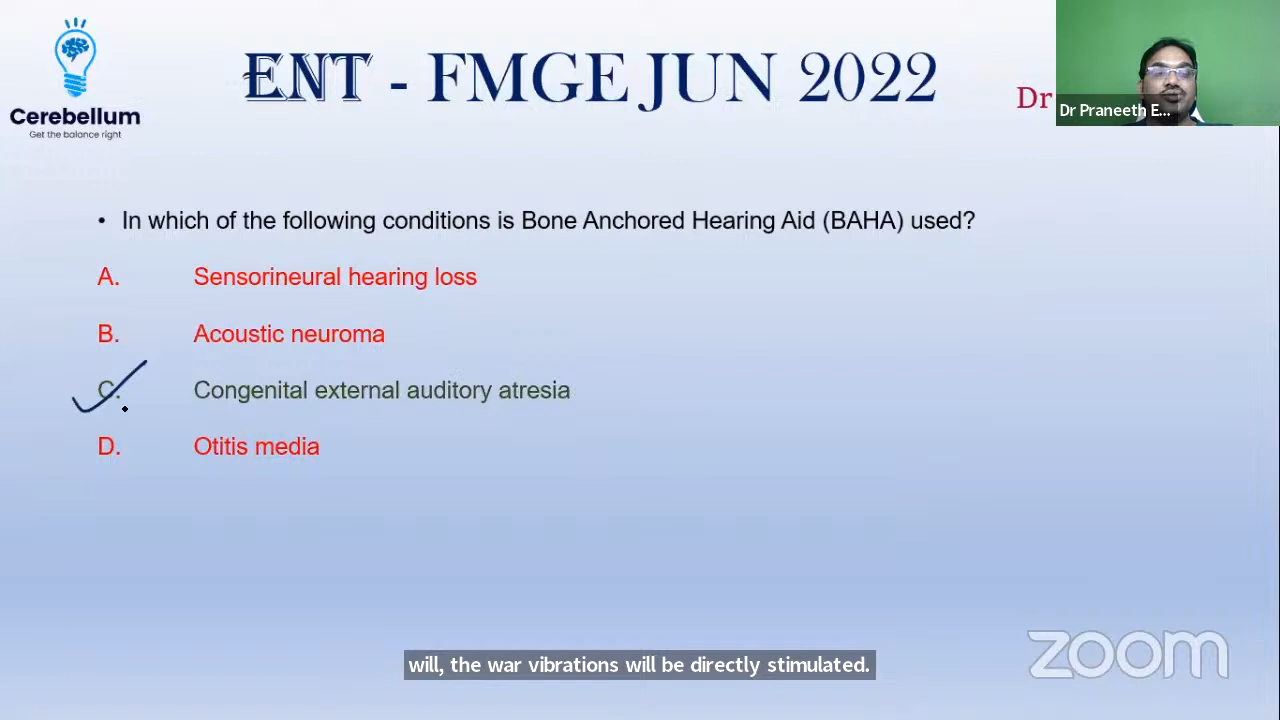 Cerebellum
Get the balance right
ENT - FMGE JUN 2022
Dr
Dr Praneeth E...
• In which of the following conditions is Bone Anchored Hearing Aid (BAHA) used?
A. Sensorineural hearing loss
B. Acoustic neuroma
C. Congenital external auditory atresia
D. Otitis media
will, the war vibrations will be directly stimulated.
zoom